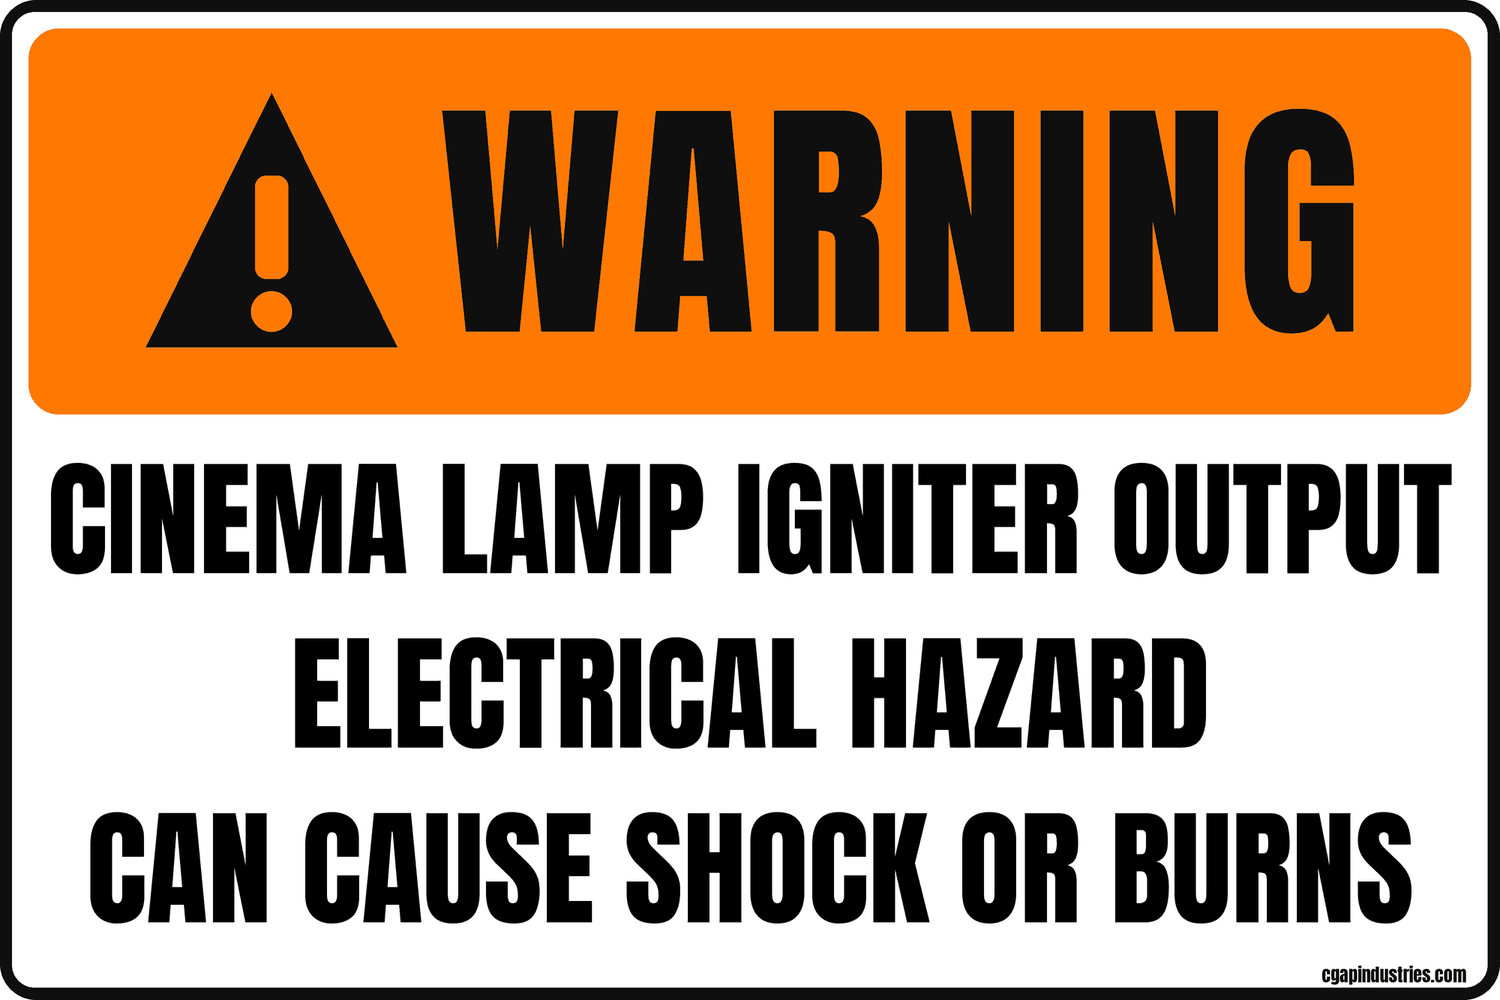 WARNING
CINEMA LAMP IGNITER OUTPUT
ELECTRICAL HAZARD
CAN CAUSE SHOCK OR BURNS
cgapindustries.com